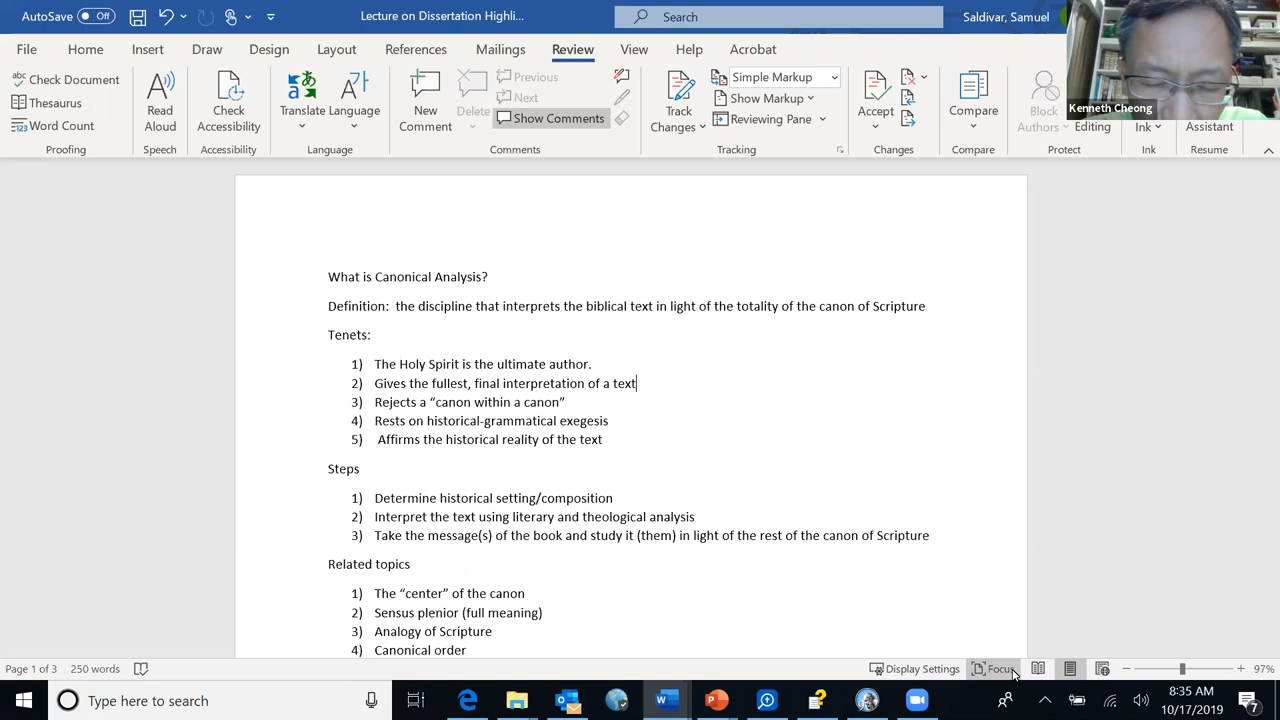 AutoSave Off Lecture on Dissertation Highli... Search Saldivar, Samuel
File Home Insert Draw Design Layout References Mailings Review View Help Acrobat
Check Document
Thesaurus
Word Count
Proofing
Read Aloud
Speech
Check Accessibility
Accessibility
Translate Language
Language
New Comment
Delete
Previous
Next
Show Comments
Comments
Track Changes
Simple Markup
Show Markup
Reviewing Pane
Tracking
Accept
Changes
Compare
Compare
Block Authors
Editing
Protect
Ink
Ink
Assistant
Resume
Kenneth Cheong
What is Canonical Analysis?
Definition: the discipline that interprets the biblical text in light of the totality of the canon of Scripture
Tenets:
1) The Holy Spirit is the ultimate author.
2) Gives the fullest, final interpretation of a text
3) Rejects a “canon within a canon”
4) Rests on historical-grammatical exegesis
5) Affirms the historical reality of the text
Steps
1) Determine historical setting/composition
2) Interpret the text using literary and theological analysis
3) Take the message(s) of the book and study it (them) in light of the rest of the canon of Scripture
Related topics
1) The “center” of the canon
2) Sensus plenior (full meaning)
3) Analogy of Scripture
4) Canonical order
Page 1 of 3 250 words Display Settings Focus 97%
Type here to search
8:35 AM
10/17/2019
7